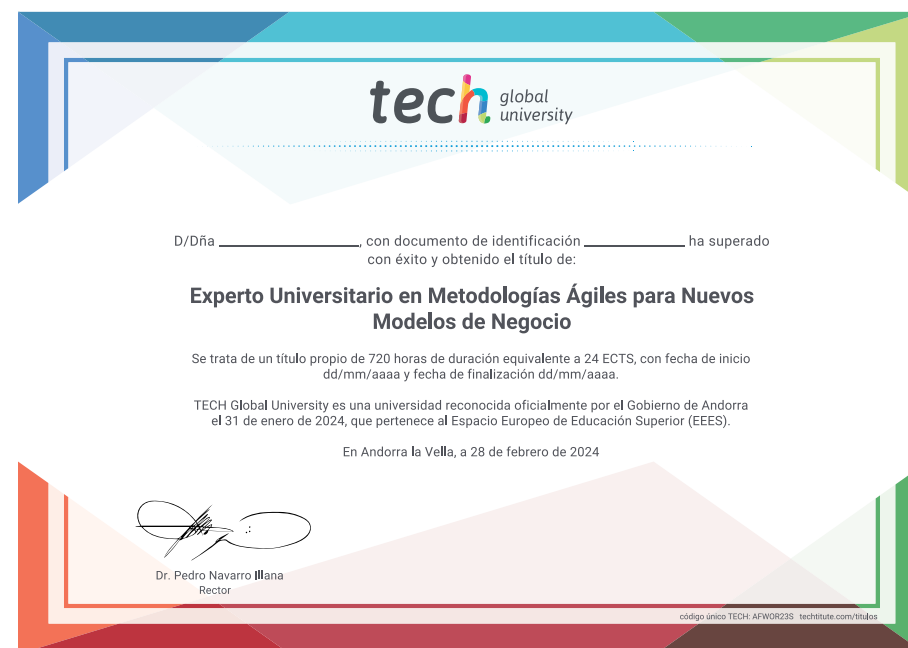 tech global university
D/Dña ____________________, con documento de identificación ______________ ha superado
con éxito y obtenido el título de:
Experto Universitario en Metodologías Ágiles para Nuevos
Modelos de Negocio
Se trata de un título propio de 720 horas de duración equivalente a 24 ECTS, con fecha de inicio
dd/mm/aaaa y fecha de finalización dd/mm/aaaa.
TECH Global University es una universidad reconocida oficialmente por el Gobierno de Andorra
el 31 de enero de 2024, que pertenece al Espacio Europeo de Educación Superior (EEES).
En Andorra la Vella, a 28 de febrero de 2024
Dr. Pedro Navarro Illana
Rector
código único TECH: AFWOR23S techtitute.com/titulos